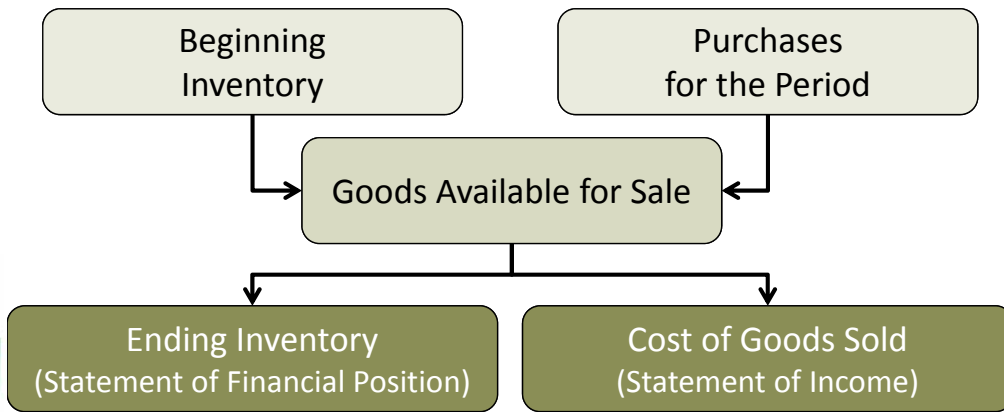 Beginning
Inventory
Purchases
for the Period
Goods Available for Sale
Ending Inventory
(Statement of Financial Position)
Cost of Goods Sold
(Statement of Income)